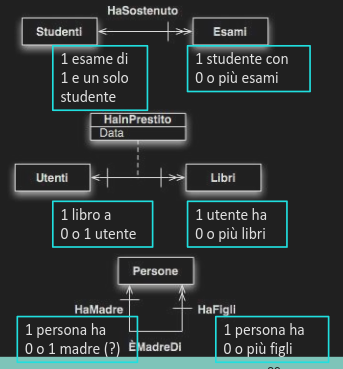 HaSostenuto
Studenti
Esami
1 esame di
1 e un solo
studente
1 studente con
0 o più esami
HaInPrestito
Data
Utenti
Libri
1 libro a
0 o 1 utente
1 utente ha
0 o più libri
Persone
HaMadre
HaFigli
1 persona ha
0 o 1 madre (?)
ÈMadreDi
1 persona ha
0 o più figli